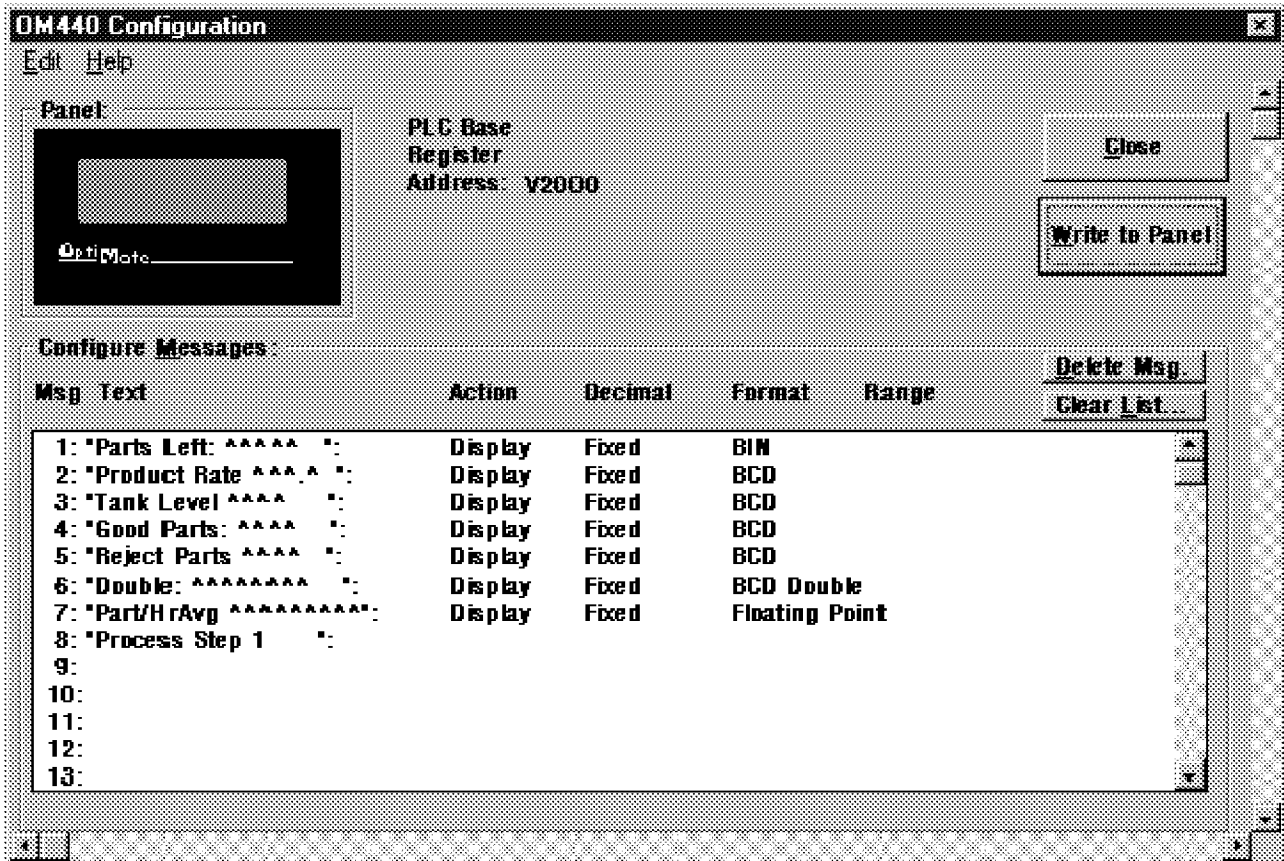 OM440 Configuration
Edit Help
Panel:
OptiMate
PLC Base
Register
Address: V2000
Close
Write to Panel
Configure Messages:
Delete Msg.
Clear List...
Msg Text Action Decimal Format Range
1: "Parts Left: ^^^^^ ": Display Fixed BIN
2: "Product Rate ^^^.^ ": Display Fixed BCD
3: "Tank Level ^^^^ ": Display Fixed BCD
4: "Good Parts: ^^^^ ": Display Fixed BCD
5: "Reject Parts ^^^^ ": Display Fixed BCD
6: "Double: ^^^^^^^^ ": Display Fixed BCD Double
7: "Part/HrAvg ^^^^^^^^^": Display Fixed Floating Point
8: "Process Step 1 ":
9:
10:
11:
12:
13: